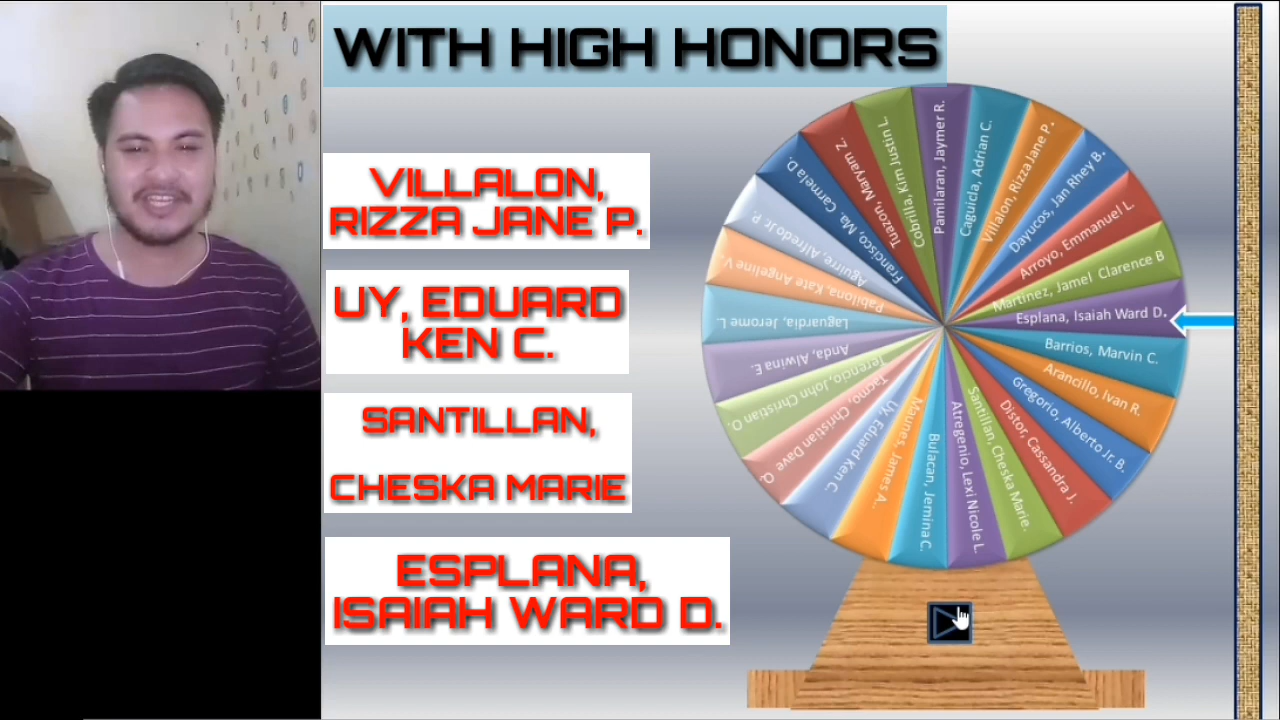 WITH HIGH HONORS
VILLALON,
RIZZA JANE P.
UY, EDUARD
KEN C.
SANTILLAN,
CHESKA MARIE
ESPLANA,
ISAIAH WARD D.
Pamilaran, Jaymer R.
Caguicla, Adrian C.
Villalon, Rizza Jane P.
Dayucos, Jan Rhey B.
Arroyo, Emmanuel L.
Martinez, Jamel Clarence B
Esplana, Isaiah Ward D.
Barrios, Marvin C.
Arancillo, Ivan R.
Gregorio, Alberto Jr. B.
Distor, Cassandra J.
Santillan, Cheska Marie
Atregenio, Lexi Nicole L.
Bulacan, Jemina C.
Maunes, James A.
Uy, Eduard Ken C.
Tacmo, Christian Dave Q.
Terencio, John Christian O.
Anda, Alwina E
Laguardia, Jerome L
Pabilona, Kate Angeline V.
Aguirre, Alfredo Jr. P.
Francisco, Ma. Carmela D.
Tuazon, Maryam Z.
Cobrilla, Kim Justin L.